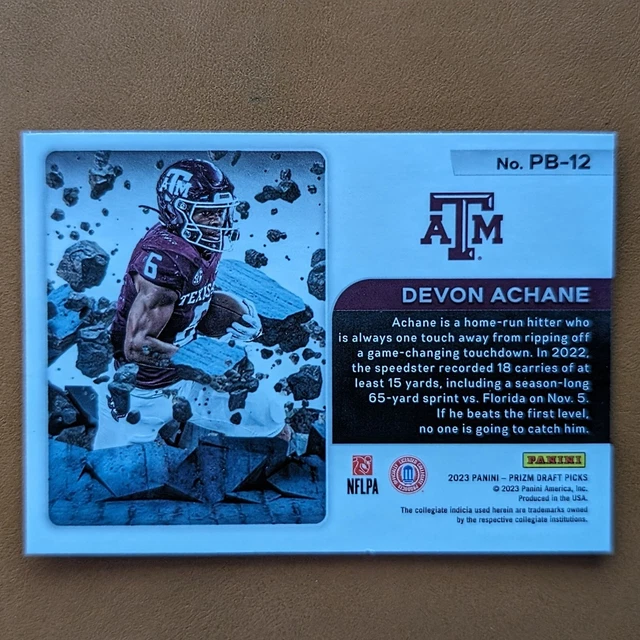 No. PB-12
ATM
ATM
6
TEXAS
DEVON ACHANE
Achane is a home-run hitter who
is always one touch away from ripping off
a game-changing touchdown. In 2022,
the speedster recorded 18 carries of at
least 15 yards, including a season-long
65-yard sprint vs. Florida on Nov. 5.
If he beats the first level,
no one is going to catch him.
PANINI
NFLPA
2023 PANINI – PRIZM DRAFT PICKS
© 2023 Panini America, Inc.
Produced in the USA.
The collegiate indicia used herein are trademarks owned
by the respective collegiate institutions.